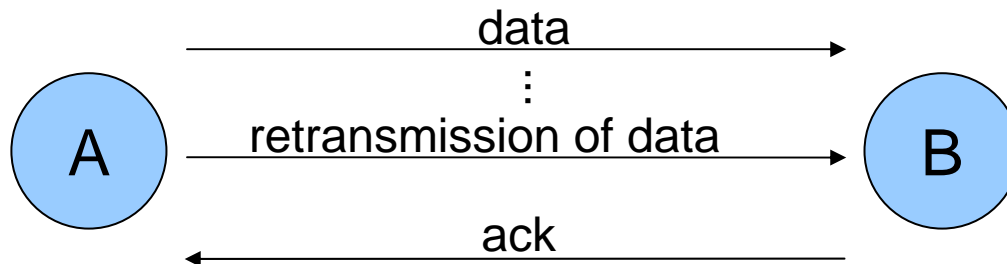 data
⋮
A
retransmission of data
B
ack